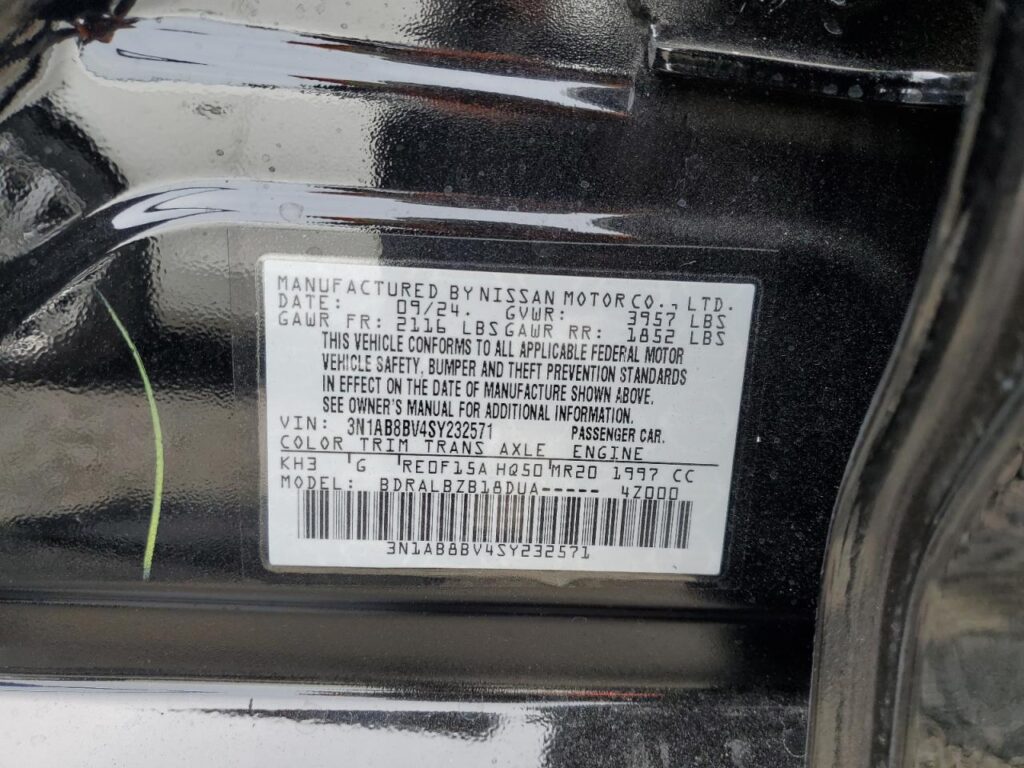 MANUFACTURED BY NISSAN MOTOR CO., LTD.
DATE: 09/24. GVWR: 3957 LBS
GAWR FR: 2116 LBS GAWR RR: 1852 LBS
THIS VEHICLE CONFORMS TO ALL APPLICABLE FEDERAL MOTOR
VEHICLE SAFETY, BUMPER AND THEFT PREVENTION STANDARDS
IN EFFECT ON THE DATE OF MANUFACTURE SHOWN ABOVE.
SEE OWNER'S MANUAL FOR ADDITIONAL INFORMATION.
VIN: 3N1AB8BV4SY232571 PASSENGER CAR.
COLOR TRIM TRANS AXLE ENGINE
KH3 G RE0F15A HQ50 MR20 1997 CC
MODEL: BDRALBZB18DUA----- 4Z000
3N1AB8BV4SY232571